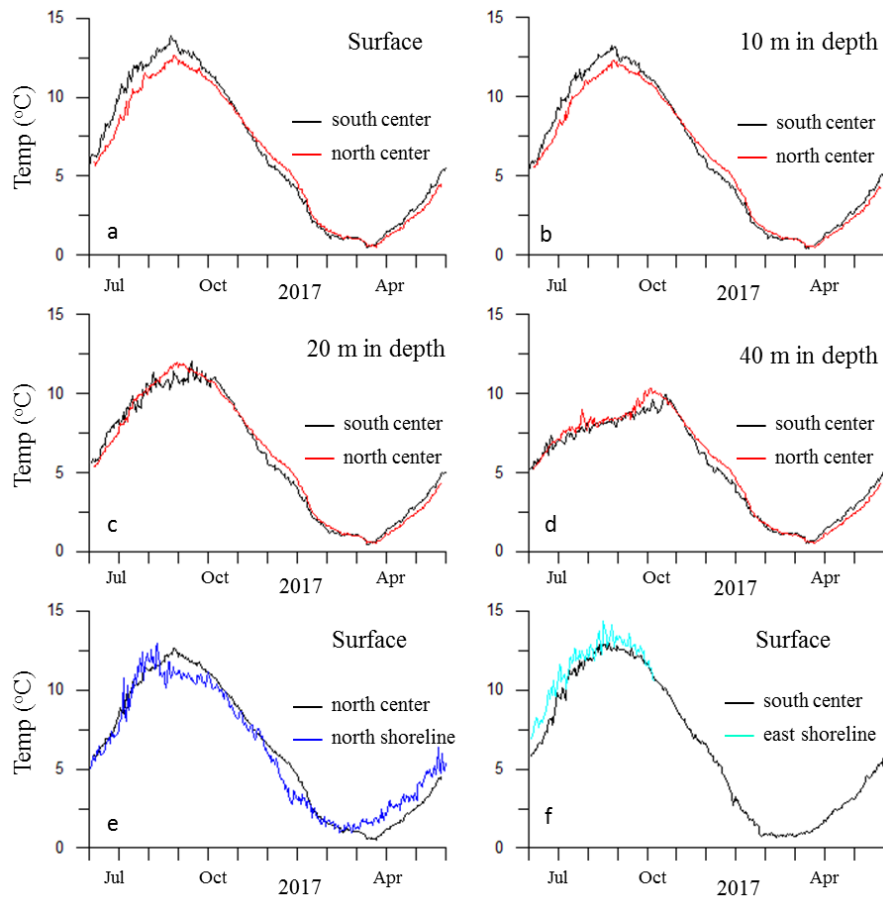 15
10
5
0
Temp (°C)
Surface
south center
north center
a
Jul
Oct
2017
Apr
15
10
5
0
10 m in depth
south center
north center
b
Jul
Oct
2017
Apr
15
10
5
0
Temp (°C)
20 m in depth
south center
north center
c
Jul
Oct
2017
Apr
15
10
5
0
40 m in depth
south center
north center
d
Jul
Oct
2017
Apr
15
10
5
0
Temp (°C)
Surface
north center
north shoreline
e
Jul
Oct
2017
Apr
15
10
5
0
Surface
south center
east shoreline
f
Jul
Oct
2017
Apr